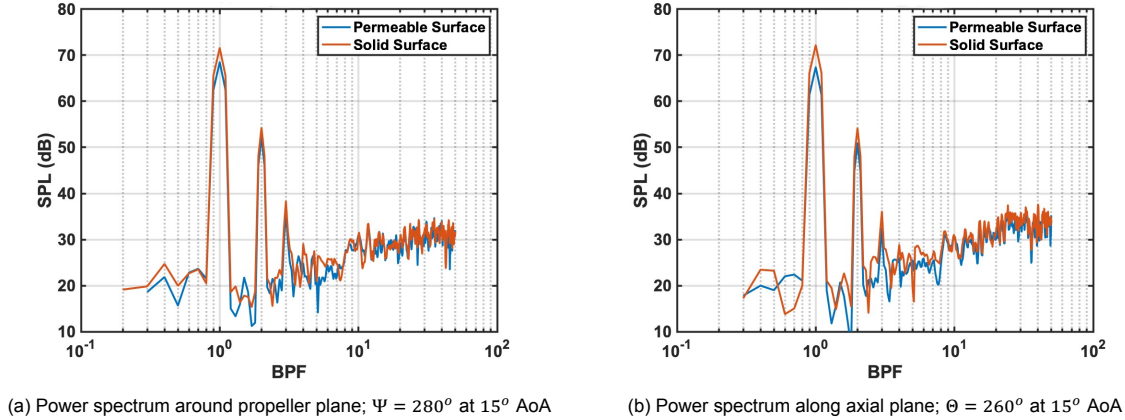 80
70
60
50
40
30
20
10
SPL (dB)
10^-1
10^0
10^1
10^2
BPF
Permeable Surface
Solid Surface
80
70
60
50
40
30
20
10
SPL (dB)
10^-1
10^0
10^1
10^2
BPF
Permeable Surface
Solid Surface
(a) Power spectrum around propeller plane; Ψ = 280° at 15° AoA
(b) Power spectrum along axial plane; Θ = 260° at 15° AoA